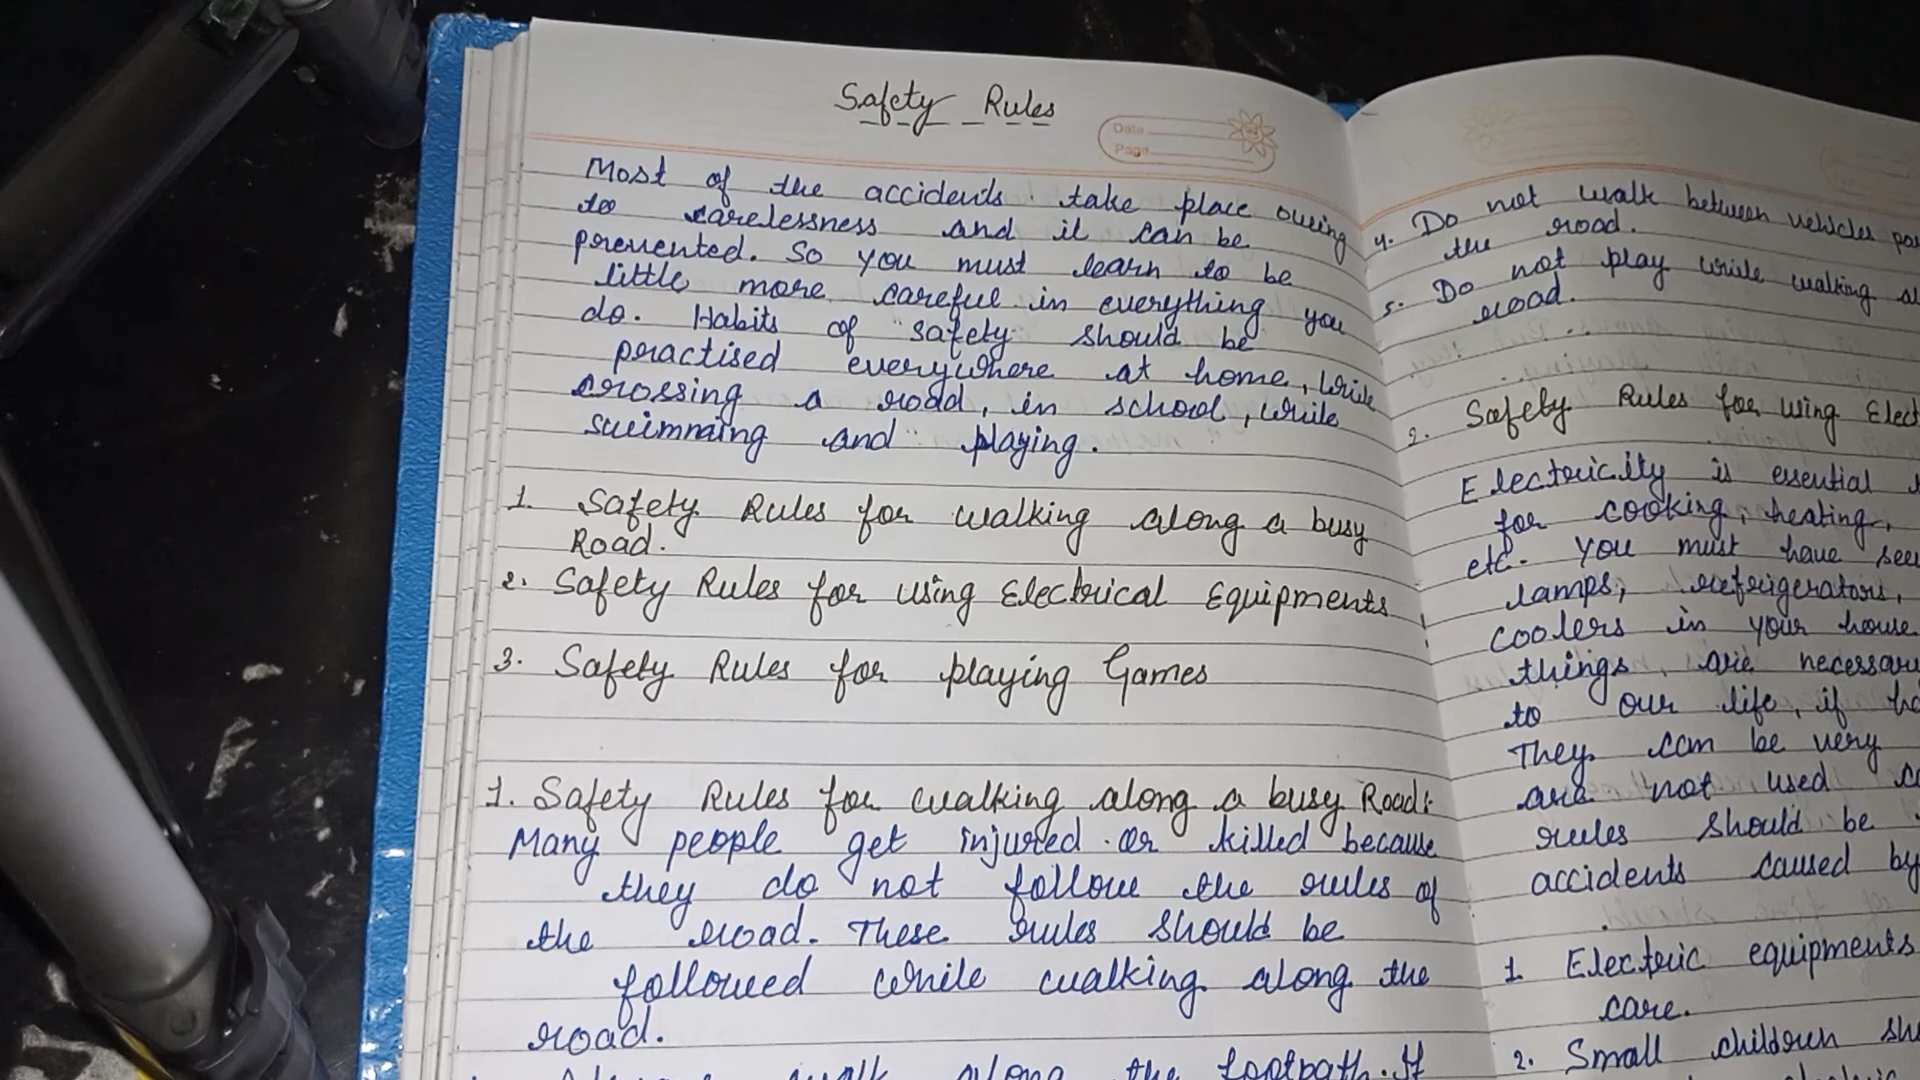 Safety Rules
Date
Page
Most of the accidents take place owing
to carelessness and it can be
prevented. So you must learn to be
little more careful in everything you
do. Habits of safety should be
practised everywhere at home, while
crossing a road, in school, while
swimming and playing.
1. Safety Rules for walking along a busy
Road.
2. Safety Rules for using Electrical Equipments
3. Safety Rules for playing Games
1. Safety Rules for walking along a busy Road:
Many people get injured or killed because
they do not follow the rules of
the road. These rules should be
followed while walking along the
road.
walk along the footpath. If
4. Do not walk between vehicles
the road.
5. Do not play while walking
road.
2. Safety Rules for using Elect
Electricity is essential
for cooking, heating,
etc. You must have see
lamps, refrigerators,
coolers in your house.
things are necessary
to our life, if
They can be very
are not used
rules should be
accidents caused by
1. Electric equipments
care.
2. Small children